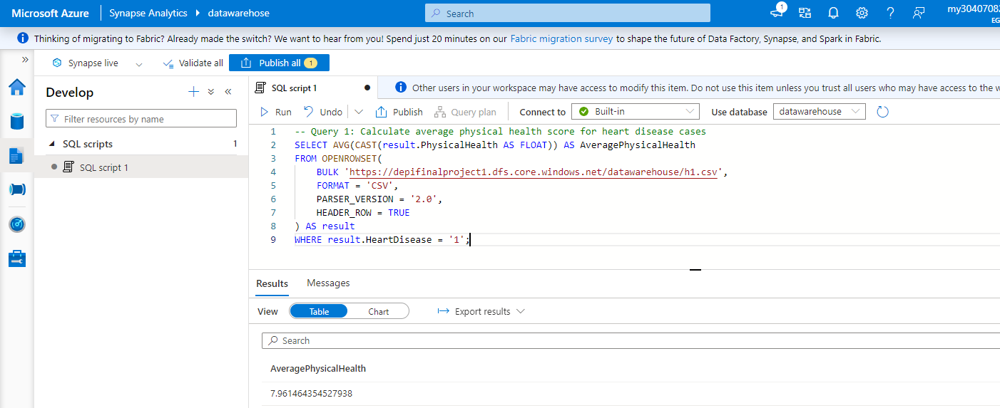 Microsoft Azure Synapse Analytics datawarehose Search 1 my3040708
EG
Thinking of migrating to Fabric? Already made the switch? We want to hear from you! Spend just 20 minutes on our Fabric migration survey to shape the future of Data Factory, Synapse, and Spark in Fabric.
Synapse live Validate all Publish all 1
Develop
Filter resources by name
SQL scripts 1
SQL script 1
SQL script 1 Other users in your workspace may have access to modify this item. Do not use this item unless you trust all users who may have access to the w
Run Undo Publish Query plan Connect to Built-in Use database datawarehouse
1 -- Query 1: Calculate average physical health score for heart disease cases
2 SELECT AVG(CAST(result.PhysicalHealth AS FLOAT)) AS AveragePhysicalHealth
3 FROM OPENROWSET(
4 BULK 'https://depifinalproject1.dfs.core.windows.net/datawarehouse/h1.csv',
5 FORMAT = 'CSV',
6 PARSER_VERSION = '2.0',
7 HEADER_ROW = TRUE
8 ) AS result
9 WHERE result.HeartDisease = '1';
Results Messages
View Table Chart Export results
Search
AveragePhysicalHealth
7.961464354527938